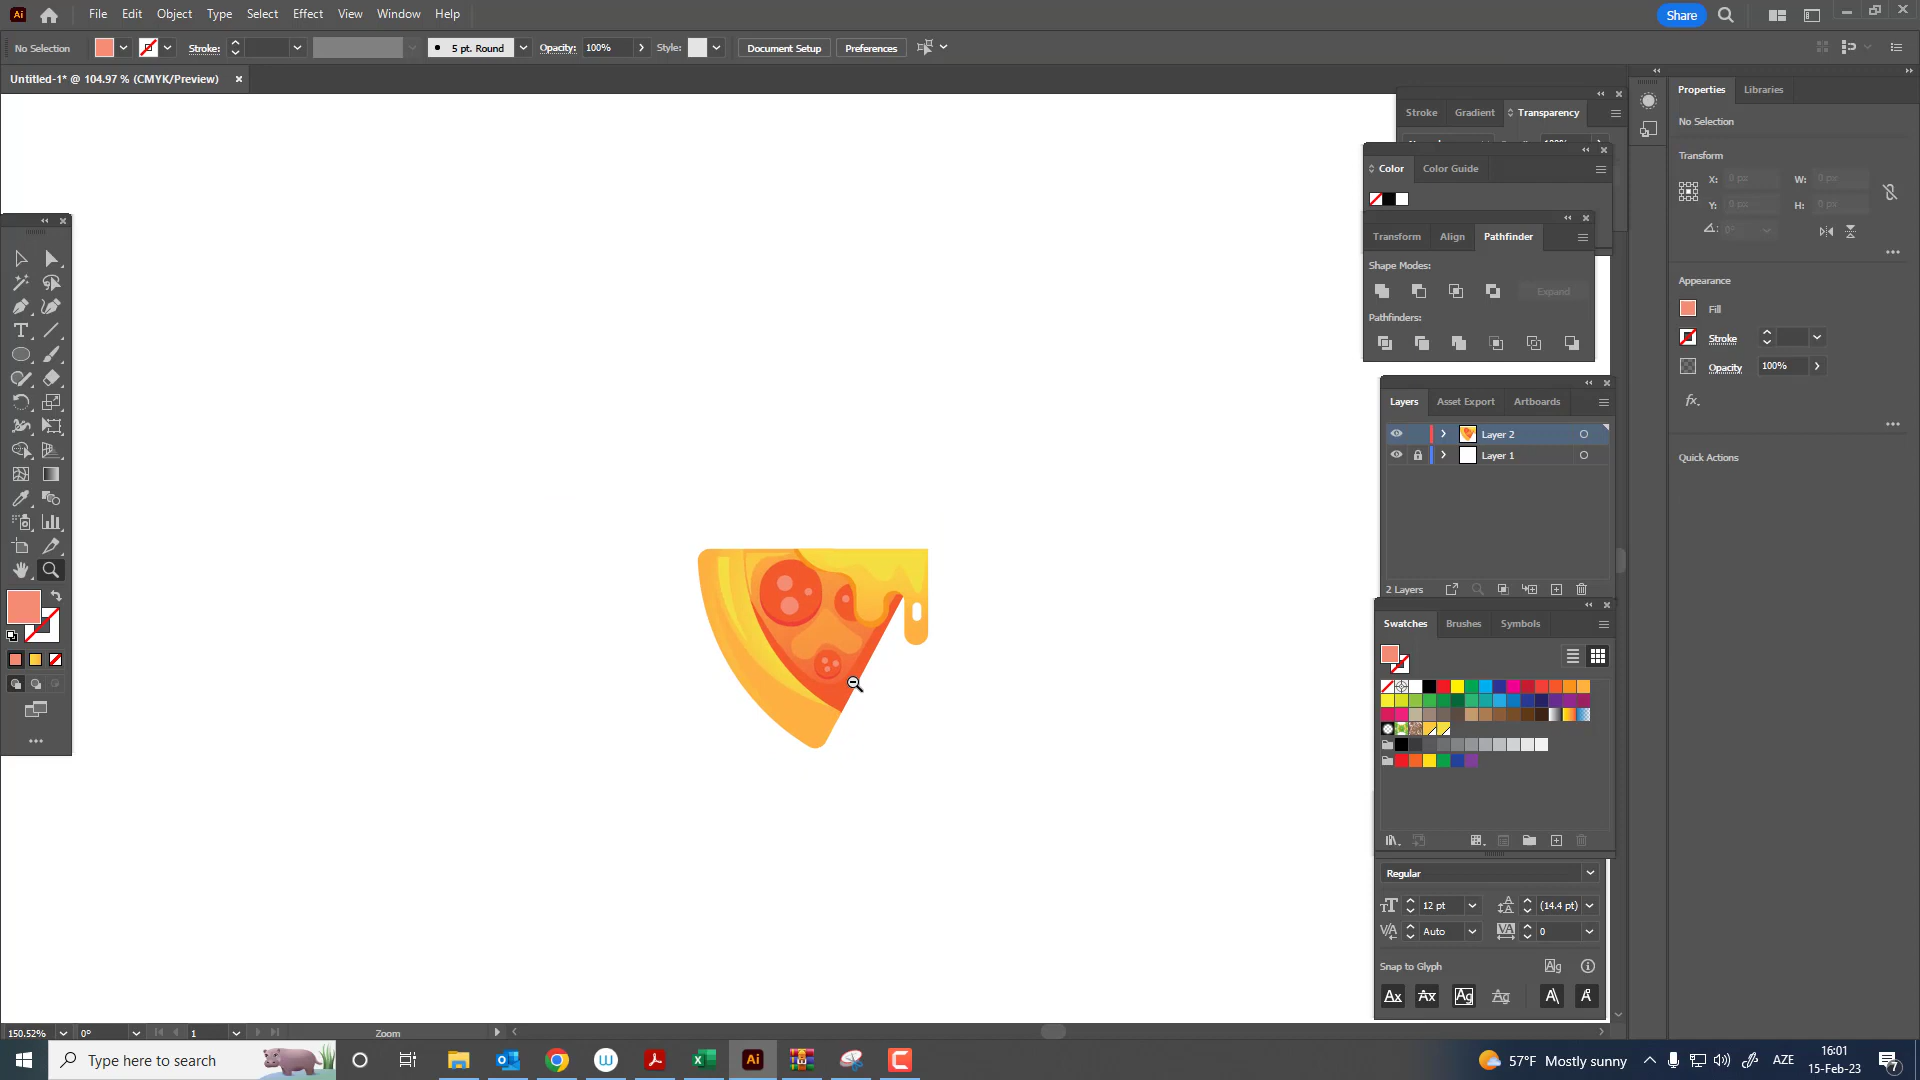 Ai File Edit Object Type Select Effect View Window Help Share
No Selection Stroke: 5 pt. Round Opacity: 100% Style: Document Setup Preferences
Untitled-1* @ 104.97 % (CMYK/Preview)
Stroke Gradient Transparency
Color Color Guide
Transform Align Pathfinder
Shape Modes:
Expand
Pathfinders:
Layers Asset Export Artboards
Layer 2
Layer 1
2 Layers
Swatches Brushes Symbols
Regular
12 pt (14.4 pt)
Auto 0
Snap to Glyph
Properties Libraries
No Selection
Transform
X: 0 px W: 0 px
Y: 0 px H: 0 px
0°
Appearance
Fill
Stroke
Opacity 100%
fx.
Quick Actions
150.52% 0° 1 Zoom
Type here to search
57°F Mostly sunny
AZE
16:01
15-Feb-23
7